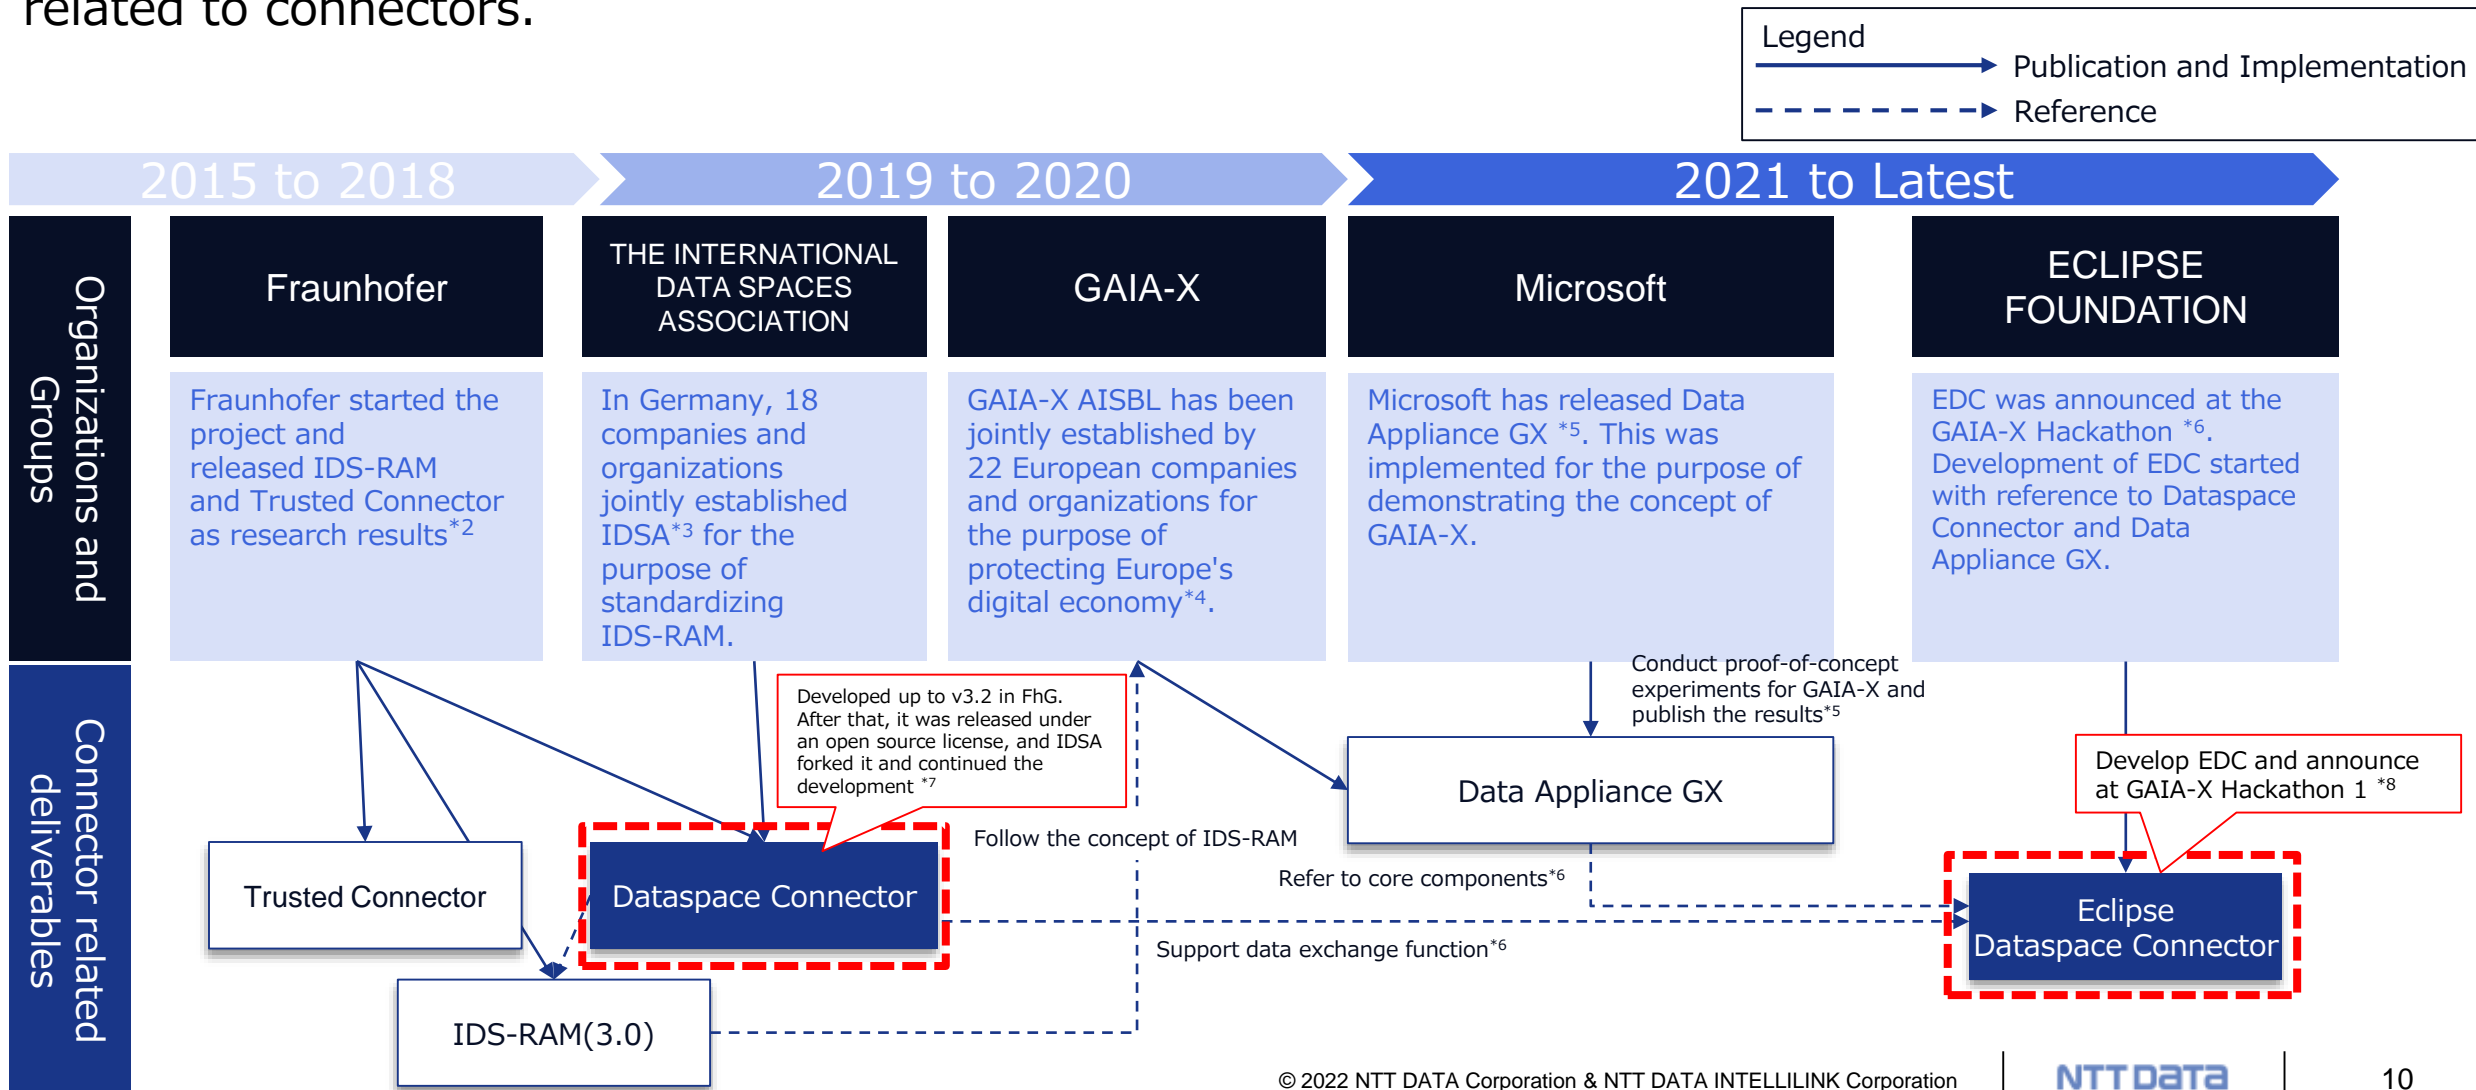 related to connectors.
Legend
Publication and Implementation
Reference
2015 to 2018
2019 to 2020
2021 to Latest
Organizations and
Groups
Fraunhofer
THE INTERNATIONAL
DATA SPACES
ASSOCIATION
GAIA-X
Microsoft
ECLIPSE
FOUNDATION
Fraunhofer started the
project and
released IDS-RAM
and Trusted Connector
as research results*2
In Germany, 18
companies and
organizations
jointly established
IDSA*3 for the
purpose of
standardizing
IDS-RAM.
GAIA-X AISBL has been
jointly established by
22 European companies
and organizations for
the purpose of
protecting Europe's
digital economy*4.
Microsoft has released Data
Appliance GX *5. This was
implemented for the purpose of
demonstrating the concept of
GAIA-X.
EDC was announced at the
GAIA-X Hackathon *6.
Development of EDC started
with reference to Dataspace
Connector and Data
Appliance GX.
Connector related
deliverables
Developed up to v3.2 in FhG.
After that, it was released under
an open source license, and IDSA
forked it and continued the
development *7
Conduct proof-of-concept
experiments for GAIA-X and
publish the results*5
Data Appliance GX
Develop EDC and announce
at GAIA-X Hackathon 1 *8
Follow the concept of IDS-RAM
Trusted Connector
Dataspace Connector
Refer to core components*6
Support data exchange function*6
Eclipse
Dataspace Connector
IDS-RAM(3.0)
© 2022 NTT DATA Corporation & NTT DATA INTELLILINK Corporation
NTT DATA
10